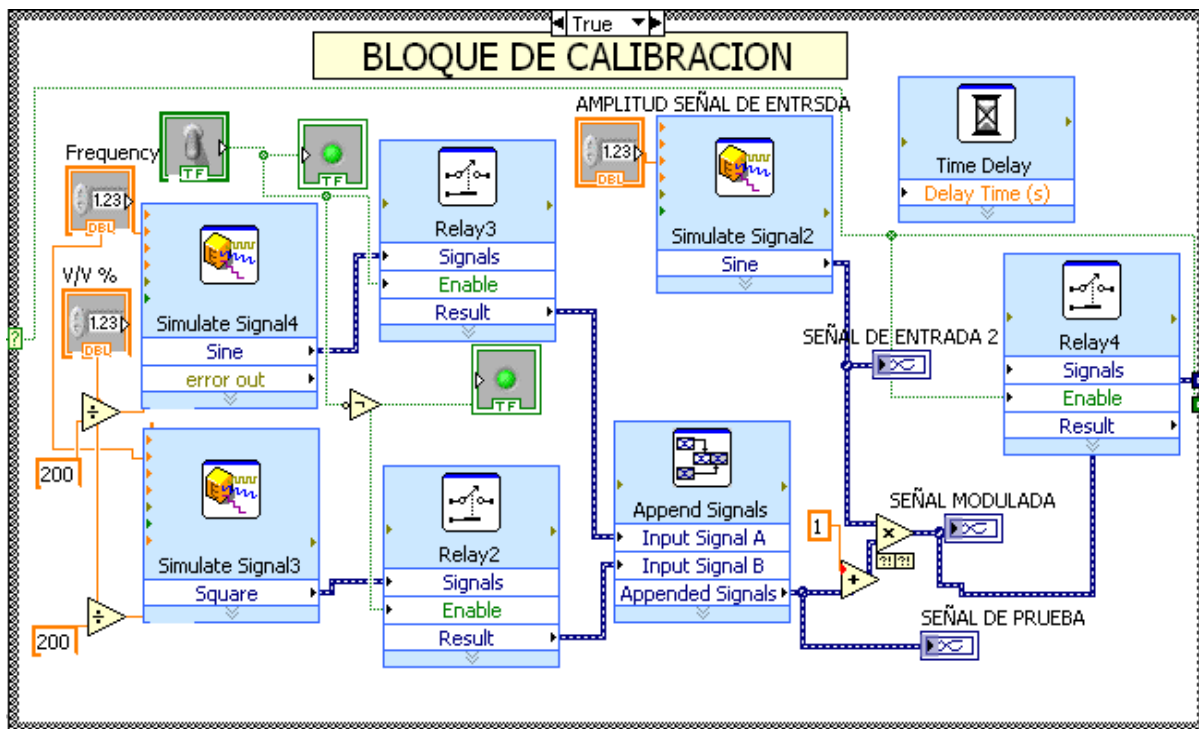 True
BLOQUE DE CALIBRACION
AMPLITUD SEÑAL DE ENTRSDA
Frequency
1.23
DBL
TF
TF
Relay3
Signals
Enable
Result
1.23
DBL
Simulate Signal2
Sine
Time Delay
Delay Time (s)
V/V %
1.23
DBL
Simulate Signal4
Sine
error out
SEÑAL DE ENTRADA 2
Relay4
Signals
Enable
Result
?
TF
÷
200
¬
Simulate Signal3
Square
÷
200
Relay2
Signals
Enable
Result
Append Signals
Input Signal A
Input Signal B
Appended Signals
1
+
x
?! ?!
SEÑAL MODULADA
SEÑAL DE PRUEBA